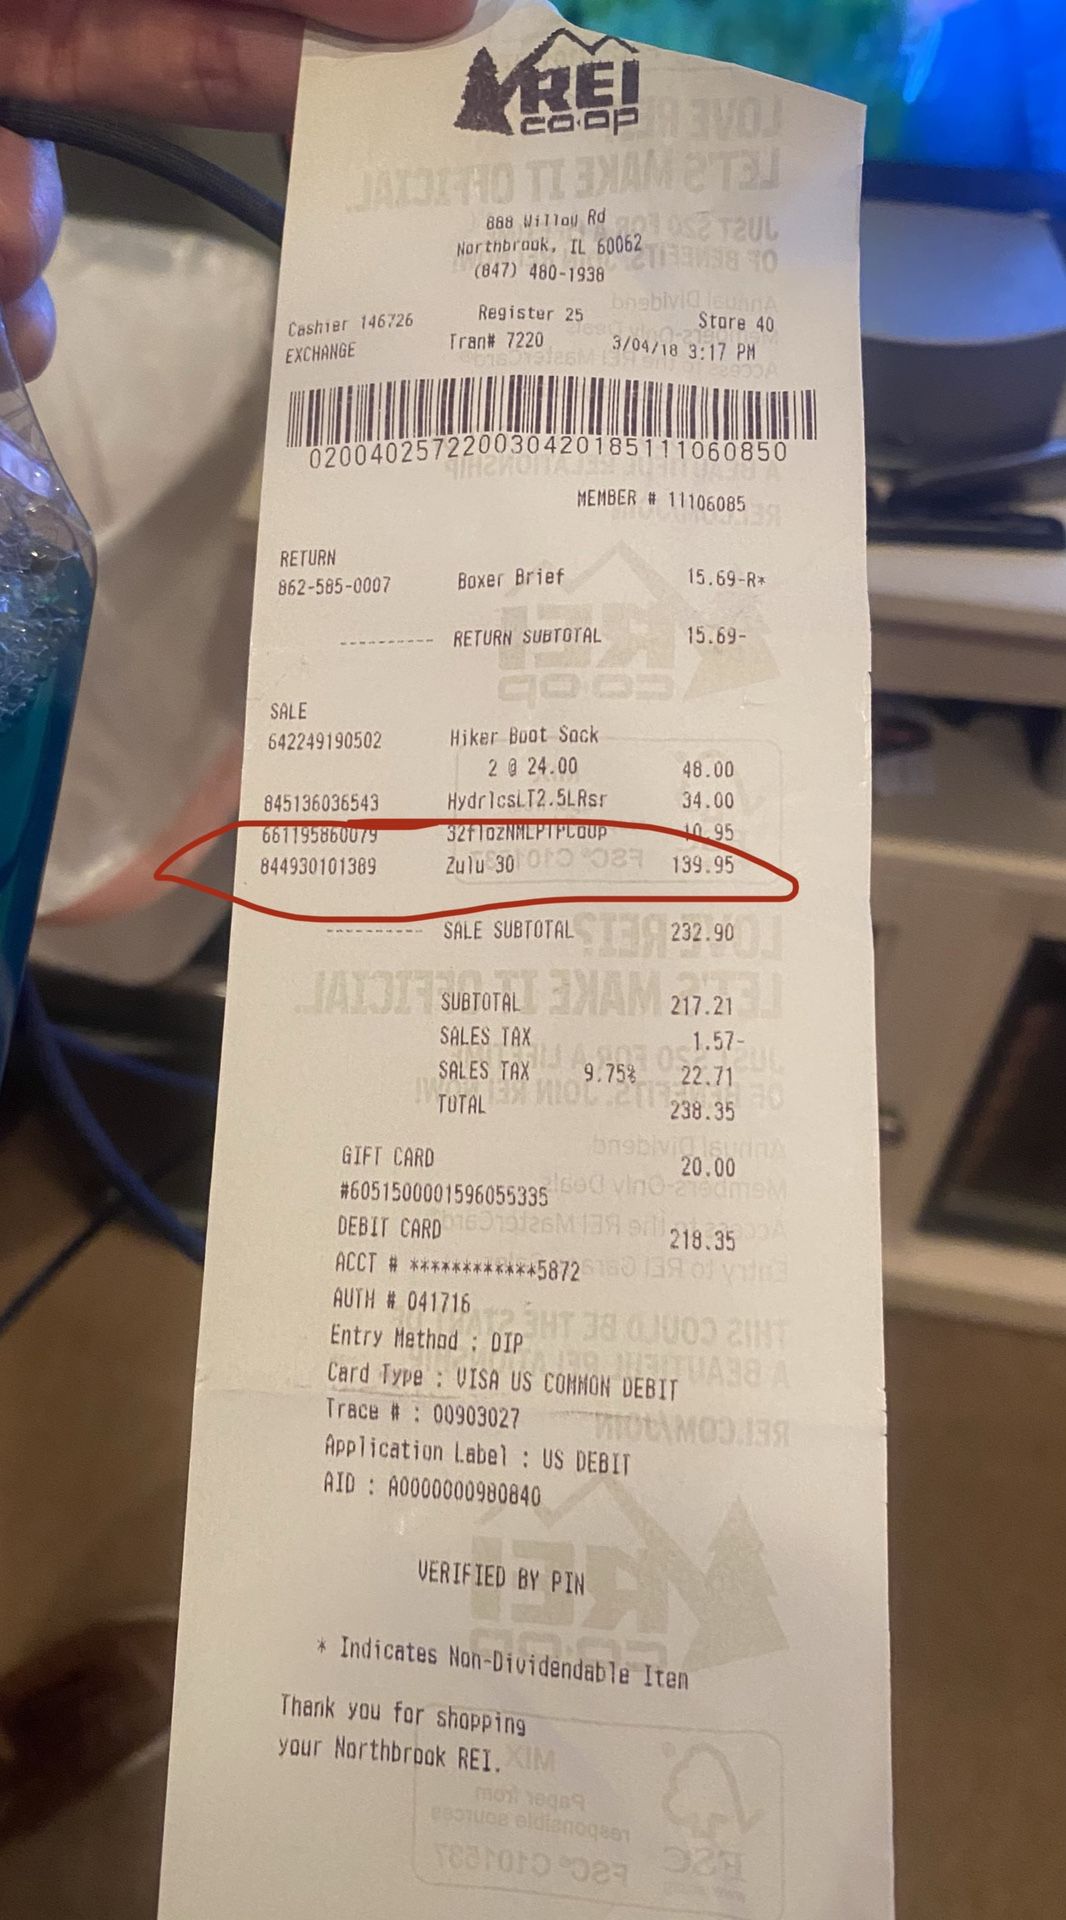 REI
co·op
888 Willow Rd
Northbrook, IL 60062
(847) 480-1938
Cashier 146726 Register 25 Store 40
EXCHANGE Tran# 7220 3/04/18 3:17 PM
02004025722003042018511​1060850
MEMBER # 11106085
RETURN
862-585-0007 Boxer Brief 15.69-R*
---------- RETURN SUBTOTAL 15.69-
SALE
642249190502 Hiker Boot Sock
2 @ 24.00 48.00
845136036543 HydrlcsLT2.5LRsr 34.00
661195860079 32flozNMLPTPLoup 10.95
844930101389 Zulu 30 139.95
---------- SALE SUBTOTAL 232.90
SUBTOTAL 217.21
SALES TAX 1.57-
SALES TAX 9.75% 22.71
TOTAL 238.35
GIFT CARD 20.00
#6051500001596055335
DEBIT CARD 218.35
ACCT # ************5872
AUTH # 041716
Entry Method : DIP
Card Type : VISA US COMMON DEBIT
Trace # : 00903027
Application Label : US DEBIT
AID : A0000000980840
VERIFIED BY PIN
* Indicates Non-Dividendable Item
Thank you for shopping
your Northbrook REI.